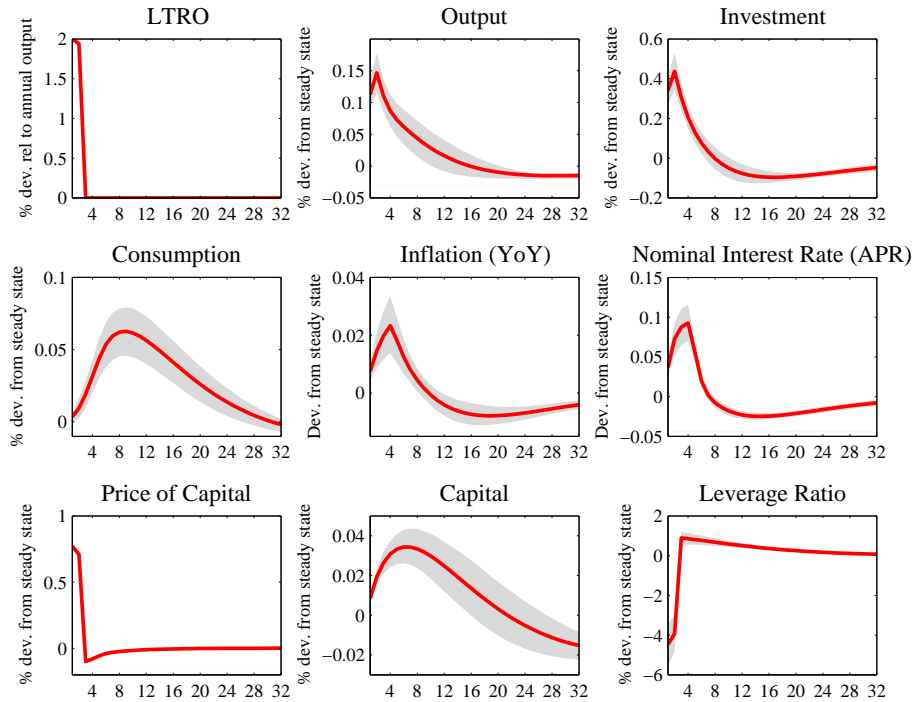 LTRO
% dev. rel to annual output
2
1.5
1
0.5
0
4 8 12 16 20 24 28 32
Output
% dev. from steady state
0.15
0.10
0.05
0
−0.05
4 8 12 16 20 24 28 32
Investment
% dev. from steady state
0.6
0.4
0.2
0
−0.2
4 8 12 16 20 24 28 32
Consumption
% dev. from steady state
0.1
0.05
0
4 8 12 16 20 24 28 32
Inflation (YoY)
Dev. from steady state
0.04
0.02
0
4 8 12 16 20 24 28 32
Nominal Interest Rate (APR)
Dev. from steady state
0.15
0.1
0.05
0
−0.05
4 8 12 16 20 24 28 32
Price of Capital
% dev. from steady state
1
0.5
0
4 8 12 16 20 24 28 32
Capital
% dev. from steady state
0.04
0.02
0
−0.02
4 8 12 16 20 24 28 32
Leverage Ratio
% dev. from steady state
2
0
−2
−4
−6
4 8 12 16 20 24 28 32